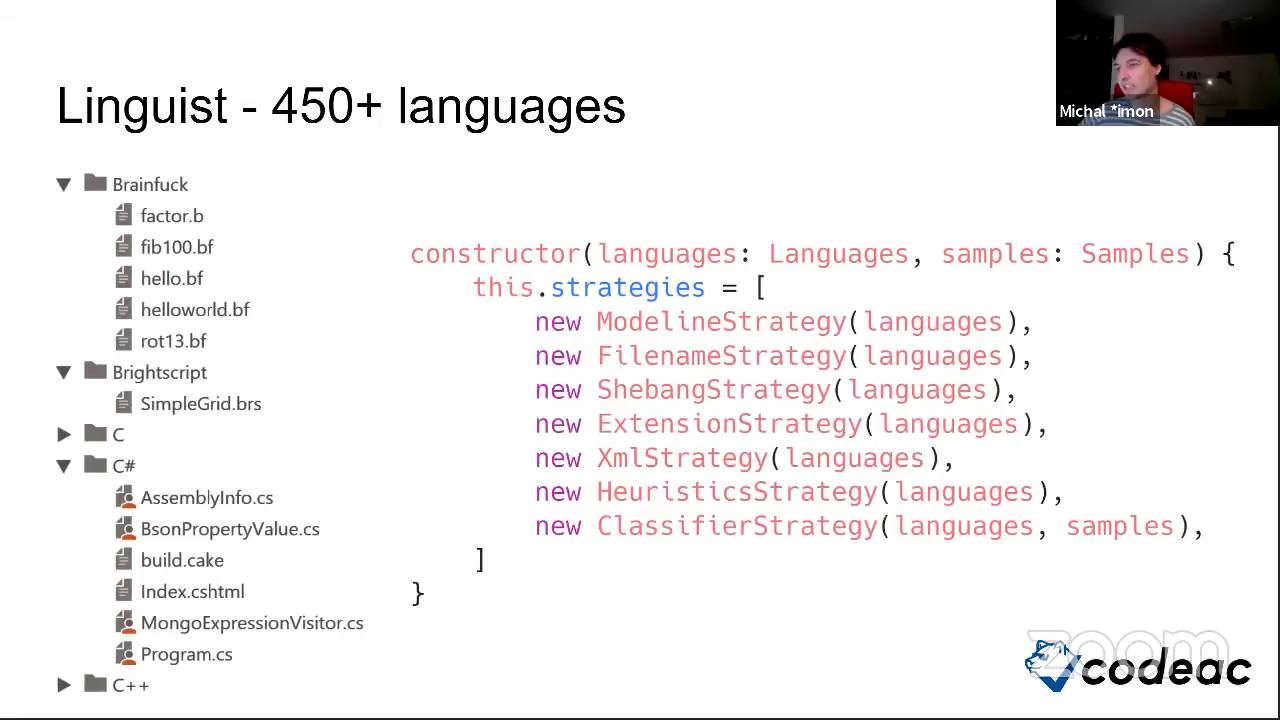 Linguist - 450+ languages
Michal *imon
Brainfuck
factor.b
fib100.bf
hello.bf
helloworld.bf
rot13.bf
Brightscript
SimpleGrid.brs
C
C#
AssemblyInfo.cs
BsonPropertyValue.cs
build.cake
Index.cshtml
MongoExpressionVisitor.cs
Program.cs
C++
constructor(languages: Languages, samples: Samples) {
this.strategies = [
new ModelineStrategy(languages),
new FilenameStrategy(languages),
new ShebangStrategy(languages),
new ExtensionStrategy(languages),
new XmlStrategy(languages),
new HeuristicsStrategy(languages),
new ClassifierStrategy(languages, samples),
]
}
zoom
codeac